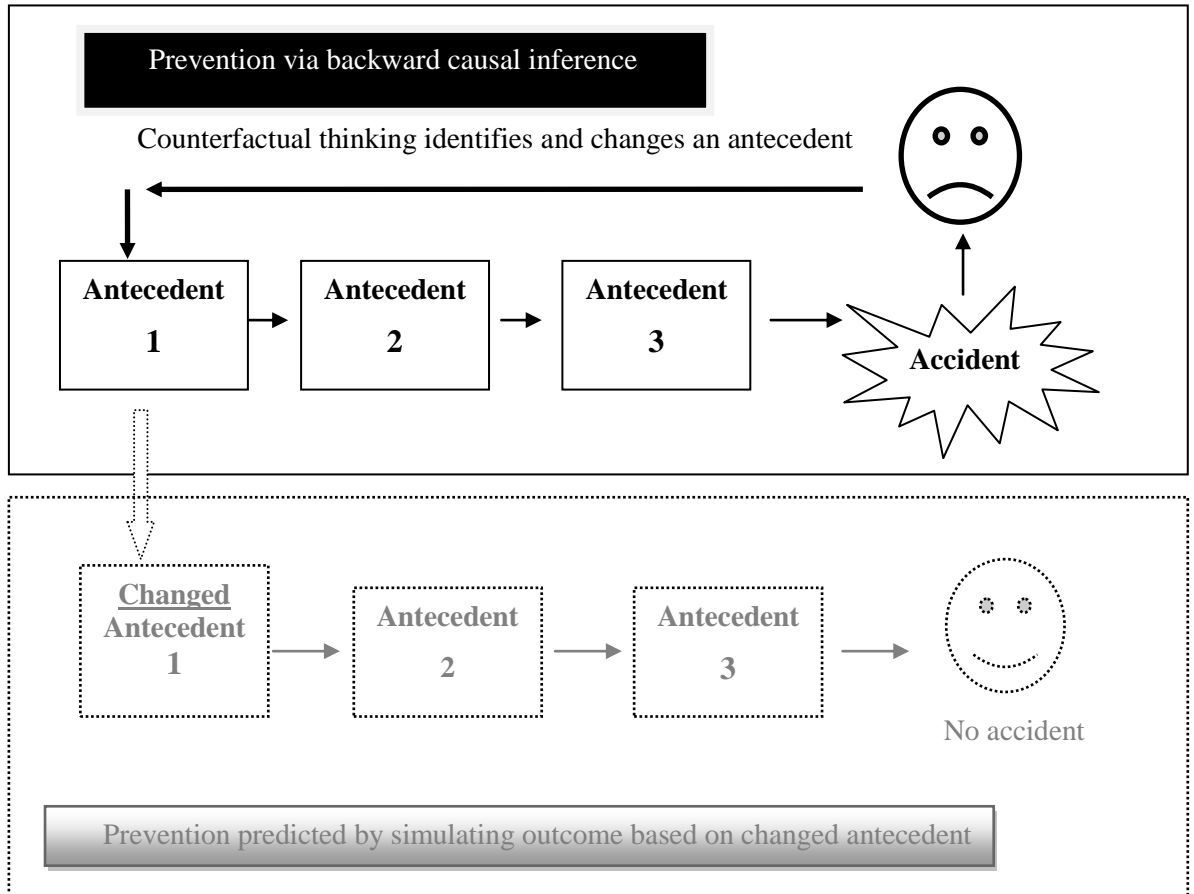 Prevention via backward causal inference
Counterfactual thinking identifies and changes an antecedent
Antecedent
1
Antecedent
2
Antecedent
3
Accident
Changed
Antecedent
1
Antecedent
2
Antecedent
3
No accident
Prevention predicted by simulating outcome based on changed antecedent